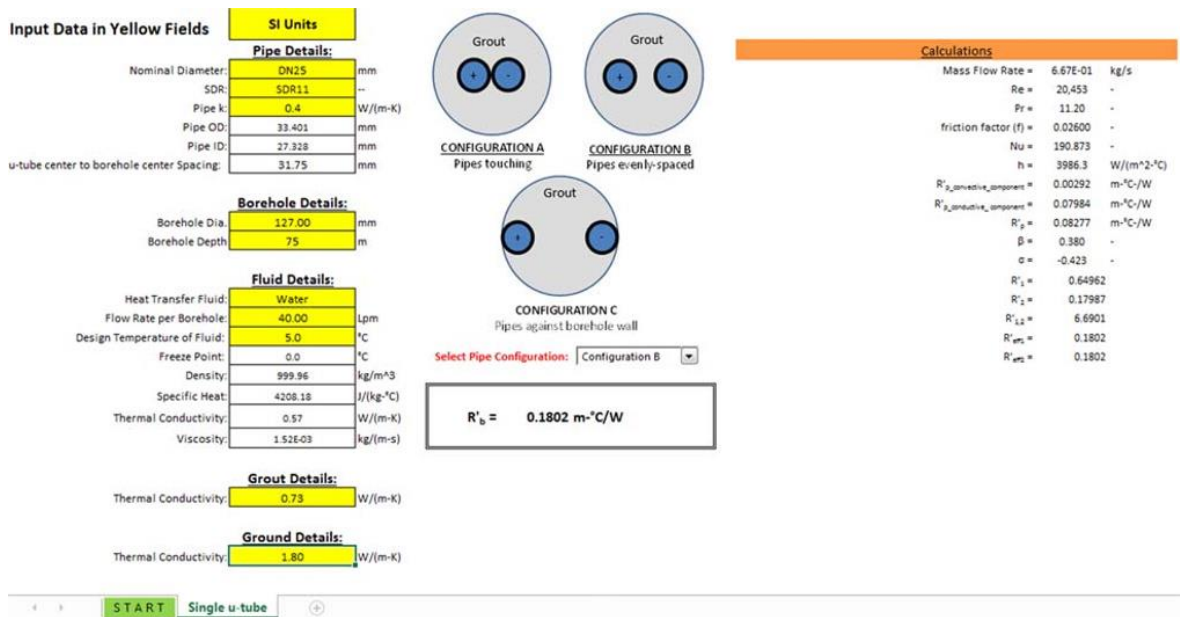 Input Data in Yellow Fields SI Units
Pipe Details:
Nominal Diameter: DN25 mm
SDR: SDR11 --
Pipe k: 0.4 W/(m-K)
Pipe OD: 33.401 mm
Pipe ID: 27.328 mm
u-tube center to borehole center Spacing: 31.75 mm
Borehole Details:
Borehole Dia. 127.00 mm
Borehole Depth 75 m
Fluid Details:
Heat Transfer Fluid: Water
Flow Rate per Borehole: 40.00 Lpm
Design Temperature of Fluid: 5.0 °C
Freeze Point: 0.0 °C
Density: 999.96 kg/m^3
Specific Heat: 4208.18 J/(kg-°C)
Thermal Conductivity: 0.57 W/(m-K)
Viscosity: 1.52E-03 kg/(m-s)
Grout Details:
Thermal Conductivity: 0.73 W/(m-K)
Ground Details:
Thermal Conductivity: 1.80 W/(m-K)
Grout
+ -
CONFIGURATION A
Pipes touching
Grout
+ -
CONFIGURATION B
Pipes evenly-spaced
Grout
+ -
CONFIGURATION C
Pipes against borehole wall
Select Pipe Configuration: Configuration B
R'b = 0.1802 m-°C/W
Calculations
Mass Flow Rate = 6.67E-01 kg/s
Re = 20,453 -
Pr = 11.20 -
friction factor (f) = 0.02600 -
Nu = 190.873 -
h = 3986.3 W/(m^2-°C)
R'p_convective_component = 0.00292 m-°C-/W
R'p_conductive_component = 0.07984 m-°C-/W
R'p = 0.08277 m-°C-/W
β = 0.380 -
σ = -0.423 -
R'1 = 0.64962
R'2 = 0.17987
R'1,2 = 6.6901
R'eff1 = 0.1802
R'eff2 = 0.1802
START Single u-tube